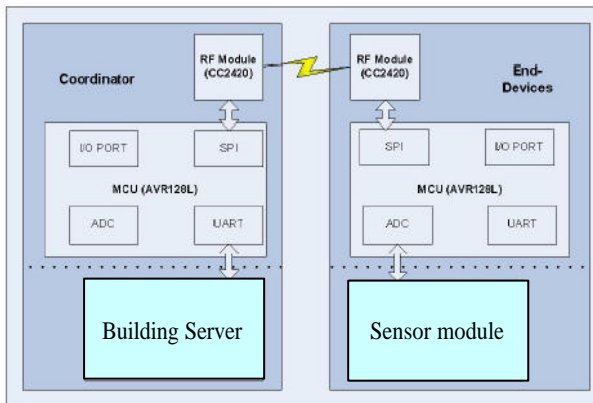 Coordinator
RF Module
(CC2420)
I/O PORT
SPI
MCU (AVR128L)
ADC
UART
Building Server
RF Module
(CC2420)
End-
Devices
SPI
I/O PORT
MCU (AVR128L)
ADC
UART
Sensor module